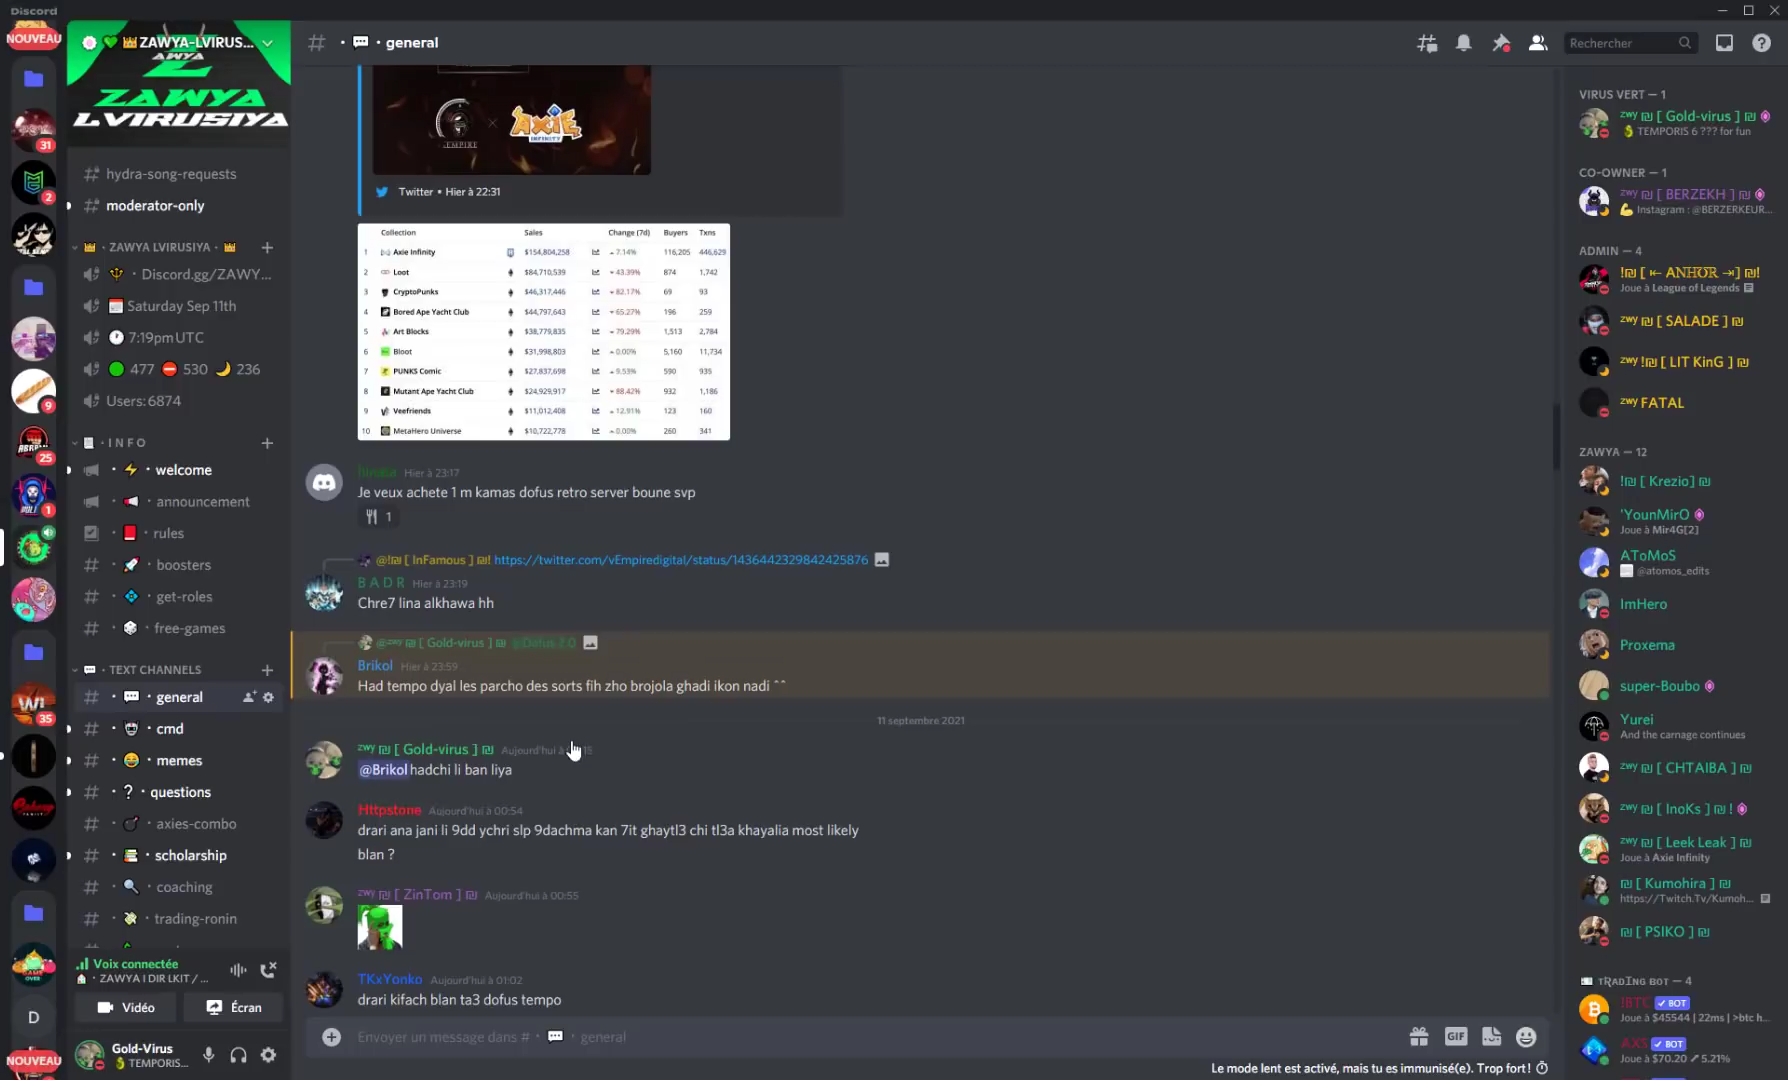 Discord
NOUVEAU
31
2
9
25
1
35
D
NOUVEAU
ZAWYA-LVIRUS...
AWYA
ZAWYA
LVIRUSIYA
hydra-song-requests
moderator-only
ZAWYA LVIRUSIYA
Discord.gg/ZAWY...
Saturday Sep 11th
7:19pm UTC
477 530 236
Users: 6874
INFO
welcome
announcement
rules
boosters
get-roles
free-games
TEXT CHANNELS
general
cmd
memes
questions
axies-combo
scholarship
coaching
trading-ronin
Voix connectée
ZAWYA I DIR LKIT / ...
Vidéo
Écran
Gold-Virus
TEMPORIS...
# general
Rechercher
AXIE
INFINITY
Twitter • Hier à 22:31
Collection Sales Change (7d) Buyers Txns
1 Axie Infinity $154,804,258 7.14% 116,205 446,629
2 Loot $84,710,539 43.39% 874 1,742
3 CryptoPunks $46,317,446 82.17% 69 93
4 Bored Ape Yacht Club $44,797,643 65.27% 196 259
5 Art Blocks $38,779,835 79.29% 1,513 2,784
6 Bloot $31,998,803 0.00% 5,160 11,734
7 PUNKS Comic $27,837,698 9.53% 590 935
8 Mutant Ape Yacht Club $24,929,917 88.42% 932 1,186
9 Veefriends $11,012,408 12.91% 123 160
10 MetaHero Universe $10,722,778 0.00% 260 341
Hier à 23:17
Je veux achete 1 m kamas dofus retro server boune svp
1
@!₪ [ InFamous ] ₪! https://twitter.com/vEmpiredigital/status/1436442329842425876
B A D R Hier à 23:19
Chre7 lina alkhawa hh
@zwy ₪ [ Gold-virus ] ₪ @Dofus 2.0
Brikol Hier à 23:59
Had tempo dyal les parcho des sorts fih zho brojola ghadi ikon nadi ^^
11 septembre 2021
zwy ₪ [ Gold-virus ] ₪ Aujourd'hui à
@Brikol hadchi li ban liya
Httpstone Aujourd'hui à 00:54
drari ana jani li 9dd ychri slp 9dachma kan 7it ghaytl3 chi tl3a khayalia most likely
blan ?
zwy ₪ [ ZinTom ] ₪ Aujourd'hui à 00:55
TKxYonko Aujourd'hui à 01:02
drari kifach blan ta3 dofus tempo
Envoyer un message dans # general
GIF
Le mode lent est activé, mais tu es immunisé(e). Trop fort !
VIRUS VERT — 1
zwy ₪ [ Gold-virus ] ₪
TEMPORIS 6 ??? for fun
CO-OWNER — 1
zwy ₪ [ BERZEKH ] ₪
Instagram : @BERZERKEUR...
ADMIN — 4
!₪ [ ⇤ ANHOR ⇥ ] ₪!
Joue à League of Legends
zwy ₪ [ SALADE ] ₪
zwy !₪ [ LIT KinG ] ₪
zwy FATAL
ZAWYA — 12
!₪ [ Krezio] ₪
'YounMirO
Joue à Mir4G[2]
AToMoS
@atomos_edits
ImHero
Proxema
super-Boubo
Yurei
And the carnage continues
zwy ₪ [ CHTAIBA ] ₪
zwy ₪ [ InoKs ] ₪ !
zwy ₪ [ Leek Leak ] ₪
Joue à Axie Infinity
₪ [ Kumohira ] ₪
https://Twitch.Tv/Kumoh...
₪ [ PSIKO ] ₪
TRADING BOT — 4
!BTC BOT
Joue à $45544 | 22ms | >btc h...
AXS BOT
Joue à $70.20 5.21%